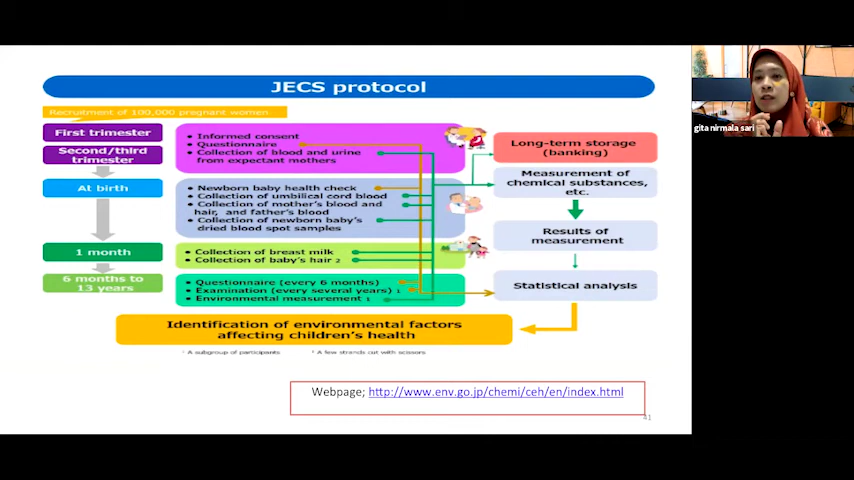 JECS protocol
Recruitment of 100,000 pregnant women
First trimester
Second/third
trimester
At birth
1 month
6 months to
13 years
• Informed consent
• Questionnaire
• Collection of blood and urine
from expectant mothers
• Newborn baby health check
• Collection of umbilical cord blood
• Collection of mother's blood and
hair, and father's blood
• Collection of newborn baby's
dried blood spot samples
• Collection of breast milk
• Collection of baby's hair 2
• Questionnaire (every 6 months)
• Examination (every several years) 1
• Environmental measurement 1
Long-term storage
(banking)
Measurement of
chemical substances,
etc.
Results of
measurement
Statistical analysis
Identification of environmental factors
affecting children's health
1 A subgroup of participants
2 A few strands cut with scissors
Webpage; http://www.env.go.jp/chemi/ceh/en/index.html
41
gita nirmala sari